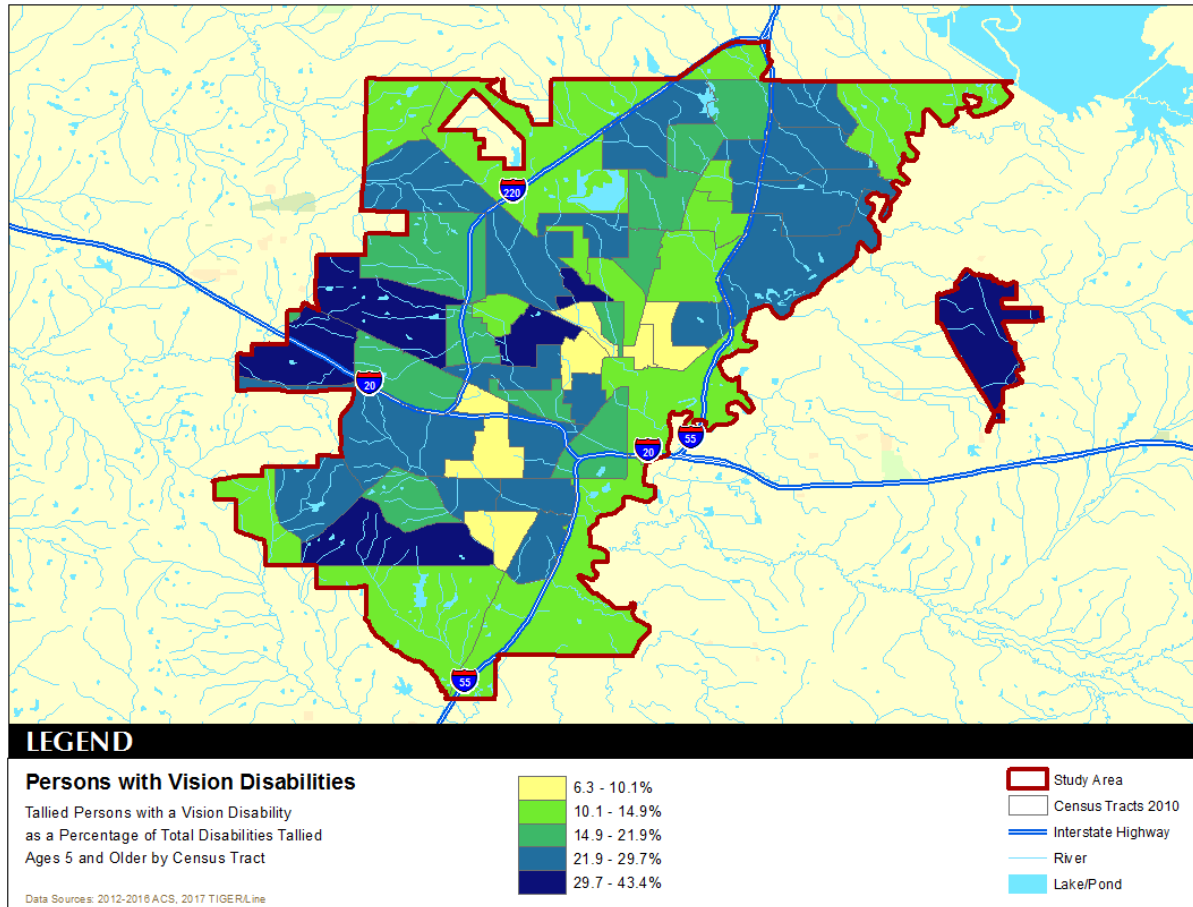 220
20
20
55
55
LEGEND
Persons with Vision Disabilities
Tallied Persons with a Vision Disability
as a Percentage of Total Disabilities Tallied
Ages 5 and Older by Census Tract
Data Sources: 2012-2016 ACS, 2017 TIGER/Line
6.3 - 10.1%
10.1 - 14.9%
14.9 - 21.9%
21.9 - 29.7%
29.7 - 43.4%
Study Area
Census Tracts 2010
Interstate Highway
River
Lake/Pond